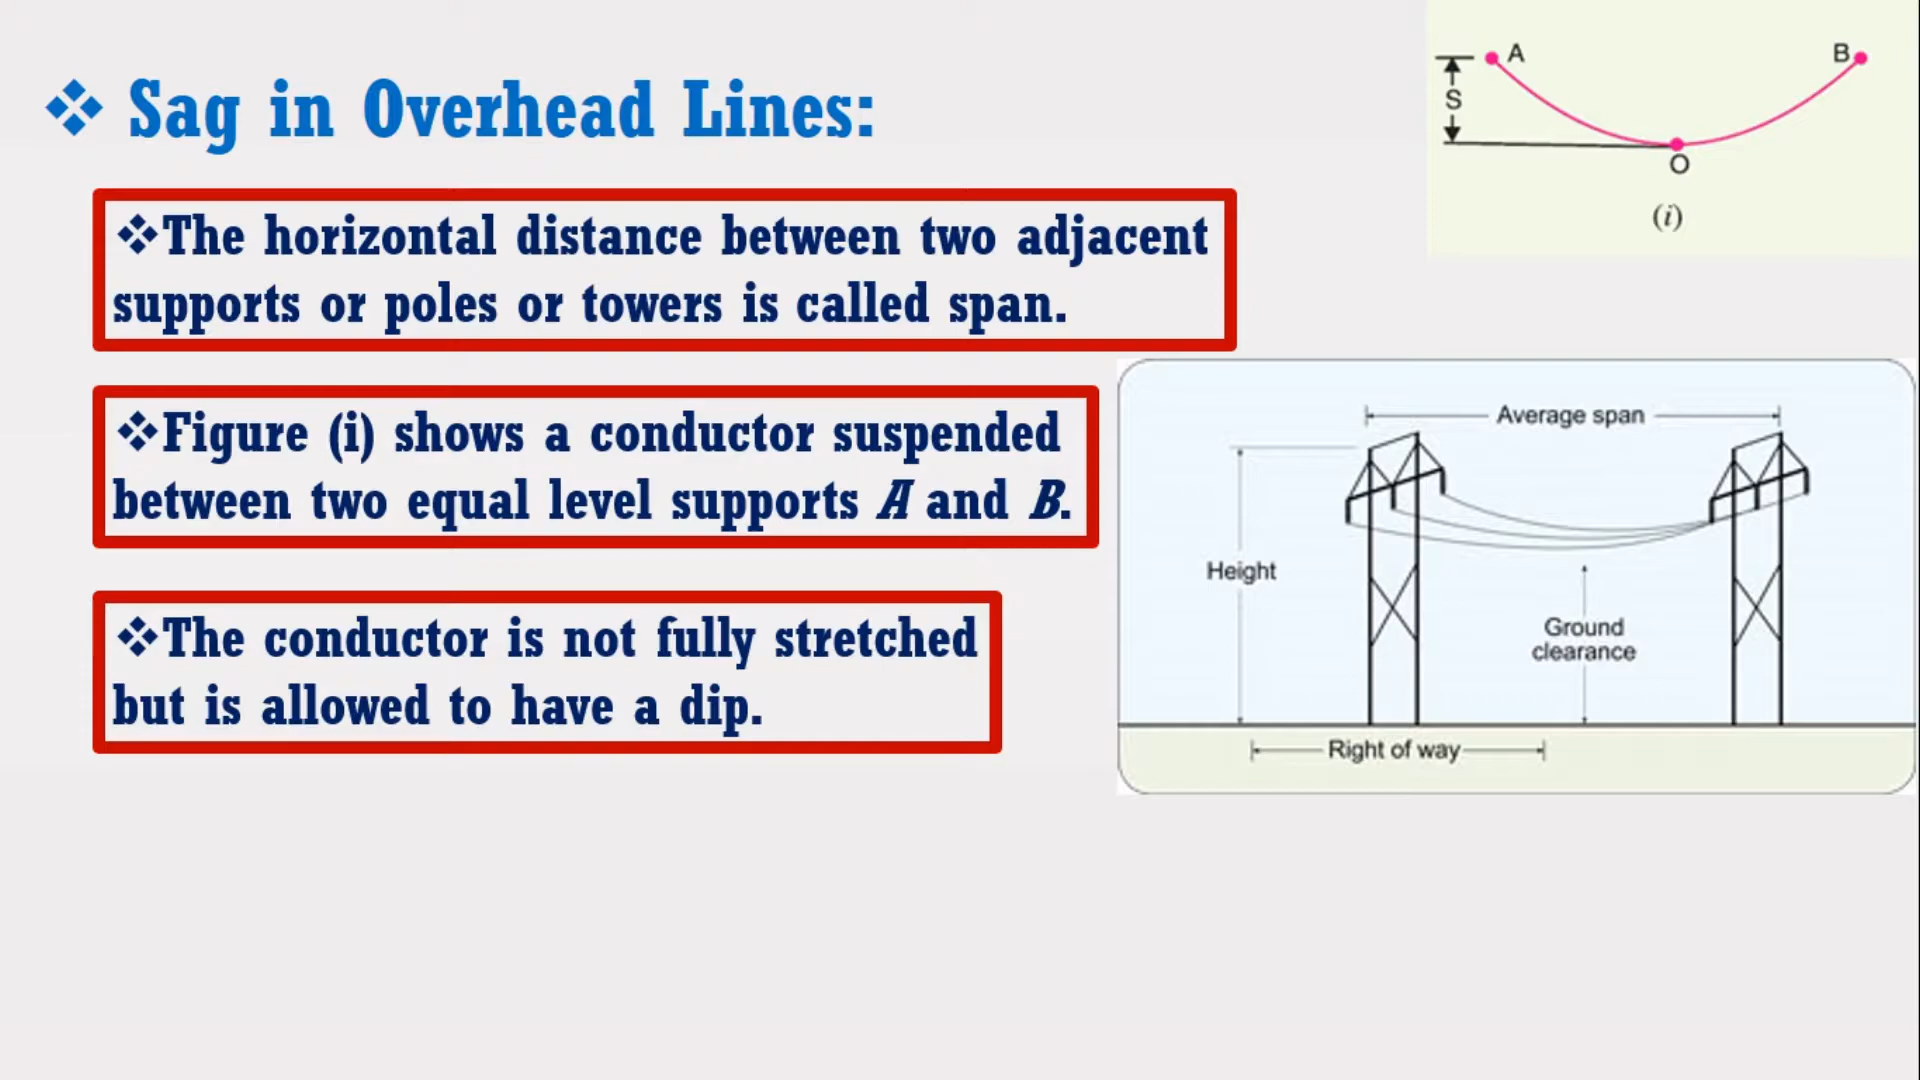 ❖ Sag in Overhead Lines:
❖The horizontal distance between two adjacent
supports or poles or towers is called span.
❖Figure (i) shows a conductor suspended
between two equal level supports A and B.
❖The conductor is not fully stretched
but is allowed to have a dip.
A
B
S
O
(i)
Average span
Height
Ground
clearance
Right of way